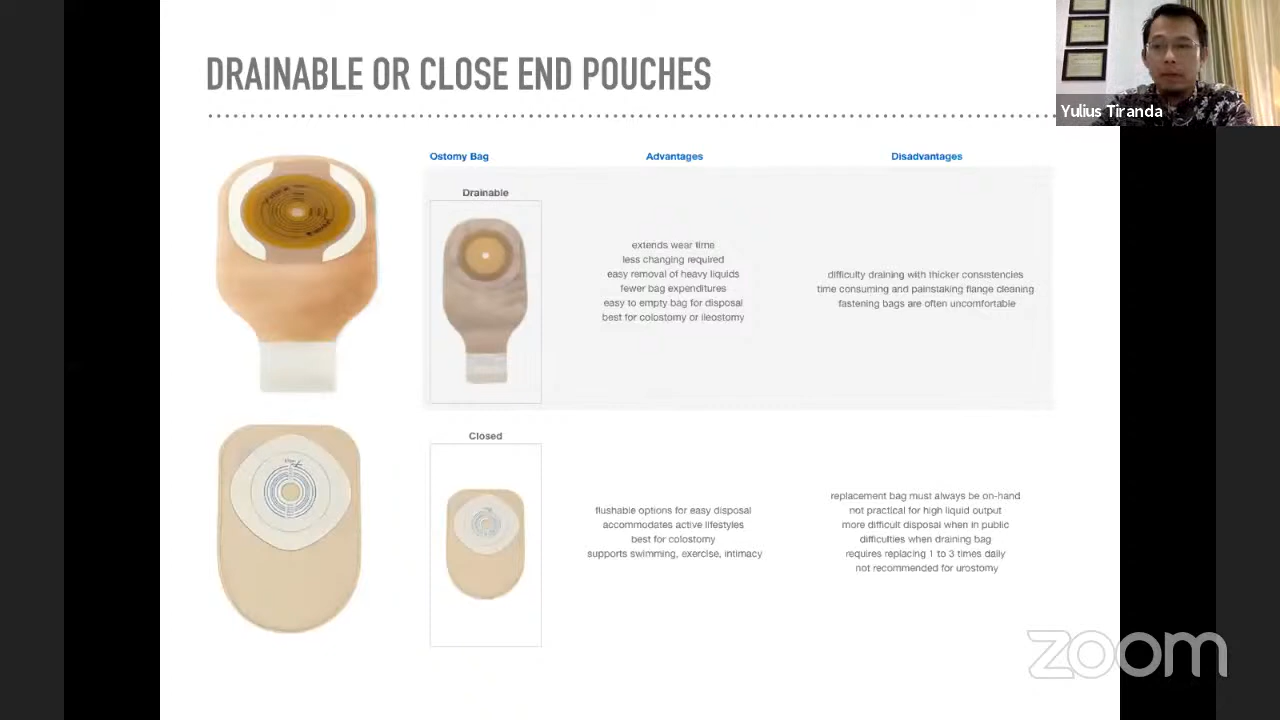 DRAINABLE OR CLOSE END POUCHES
Yulius Tiranda
Ostomy Bag
Advantages
Disadvantages
Drainable
extends wear time
less changing required
easy removal of heavy liquids
fewer bag expenditures
easy to empty bag for disposal
best for colostomy or ileostomy
difficulty draining with thicker consistencies
time consuming and painstaking flange cleaning
fastening bags are often uncomfortable
Closed
flushable options for easy disposal
accommodates active lifestyles
best for colostomy
supports swimming, exercise, intimacy
replacement bag must always be on-hand
not practical for high liquid output
more difficult disposal when in public
difficulties when draining bag
requires replacing 1 to 3 times daily
not recommended for urostomy
zoom